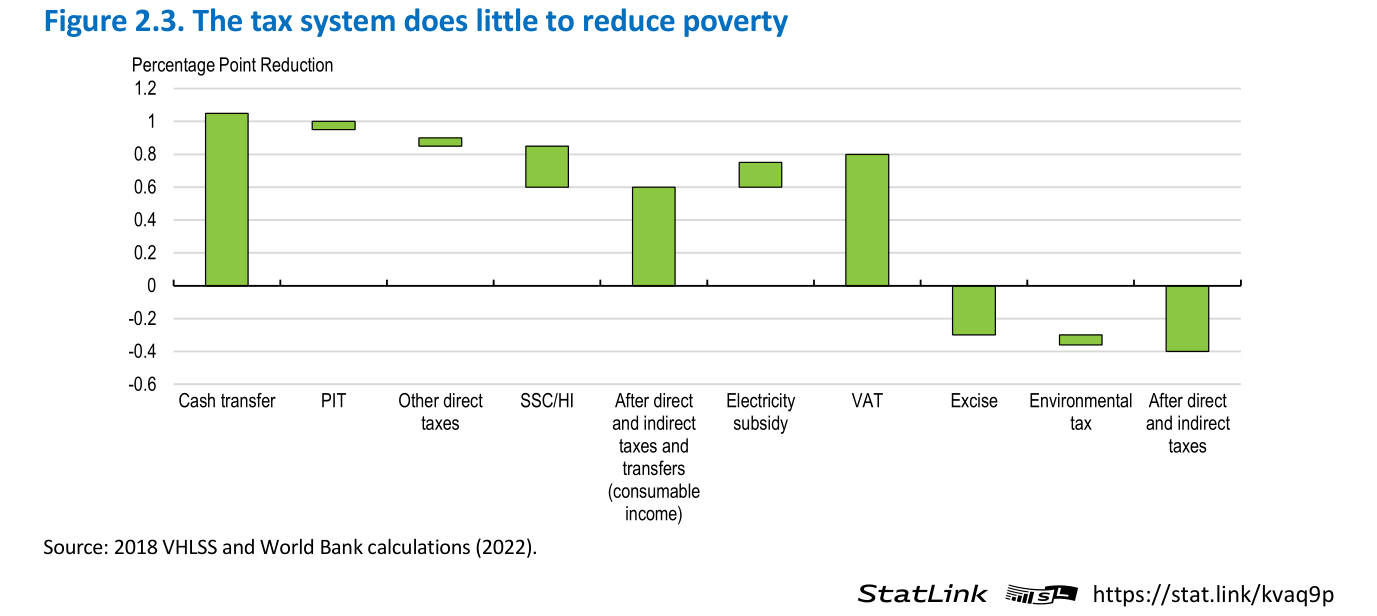 Figure 2.3. The tax system does little to reduce poverty
Percentage Point Reduction
1.2
1
0.8
0.6
0.4
0.2
0
-0.2
-0.4
-0.6
Cash transfer
PIT
Other direct
taxes
SSC/HI
After direct
and indirect
taxes and
transfers
(consumable
income)
Electricity
subsidy
VAT
Excise
Environmental
tax
After direct
and indirect
taxes
Source: 2018 VHLSS and World Bank calculations (2022).
StatLink SL https://stat.link/kvaq9p